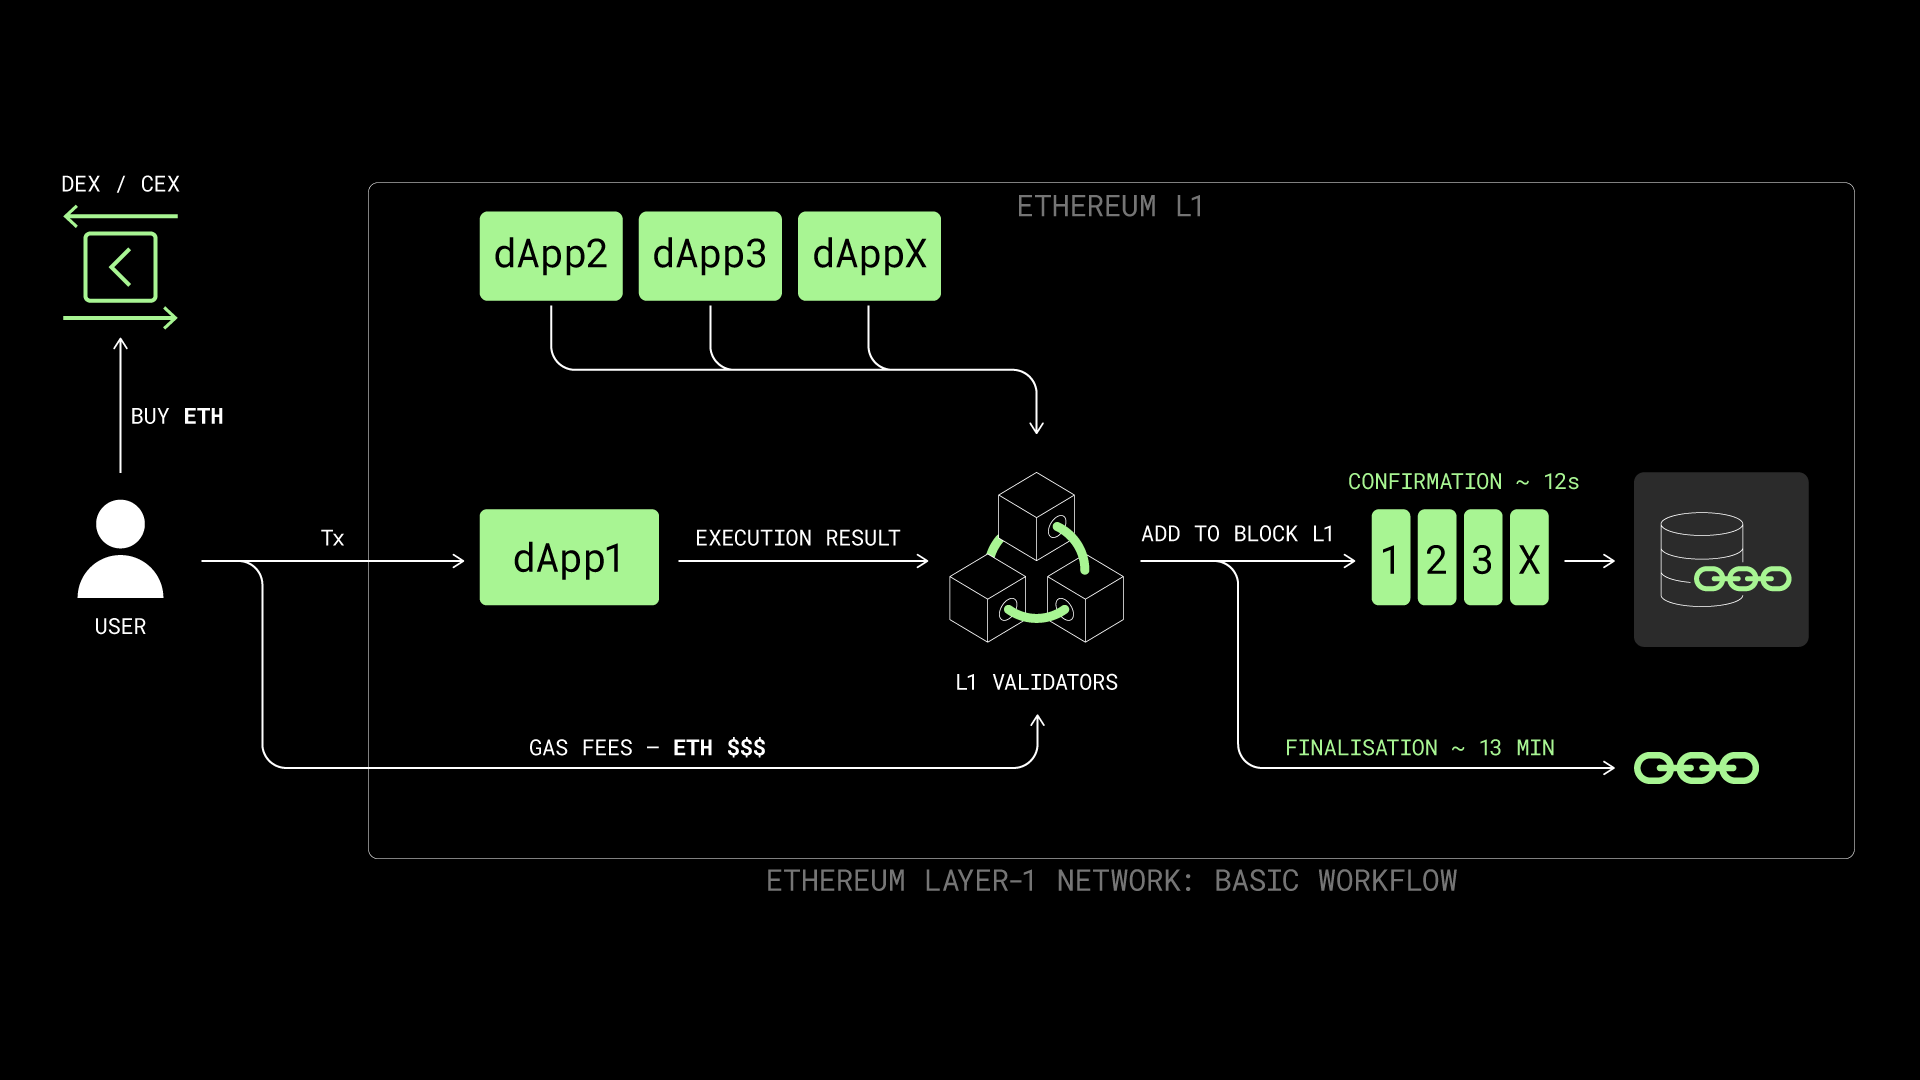 DEX / CEX
ETHEREUM L1
dApp2
dApp3
dAppX
BUY ETH
CONFIRMATION ~ 12s
Tx
dApp1
EXECUTION RESULT
ADD TO BLOCK L1
1
2
3
X
USER
L1 VALIDATORS
GAS FEES – ETH $$$
FINALISATION ~ 13 MIN
ETHEREUM LAYER-1 NETWORK: BASIC WORKFLOW